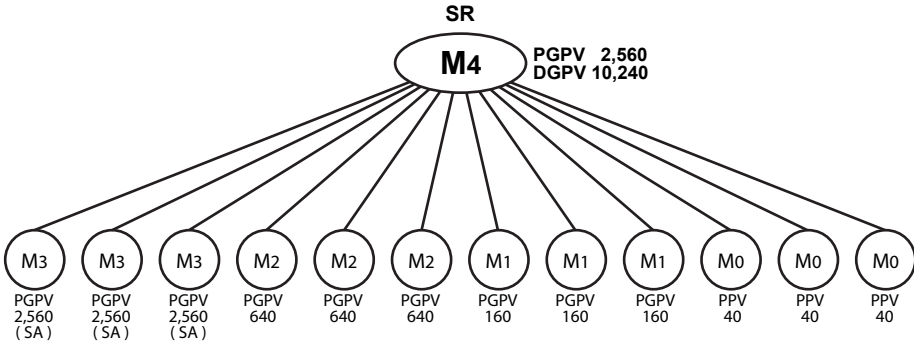 SR
M4
PGPV 2,560
DGPV 10,240
M3 M3 M3 M2 M2 M2 M1 M1 M1 M0 M0 M0
PGPV PGPV PGPV PGPV PGPV PGPV PGPV PGPV PGPV PPV PPV PPV
2,560 2,560 2,560 640 640 640 160 160 160 40 40 40
( SA ) ( SA ) ( SA )